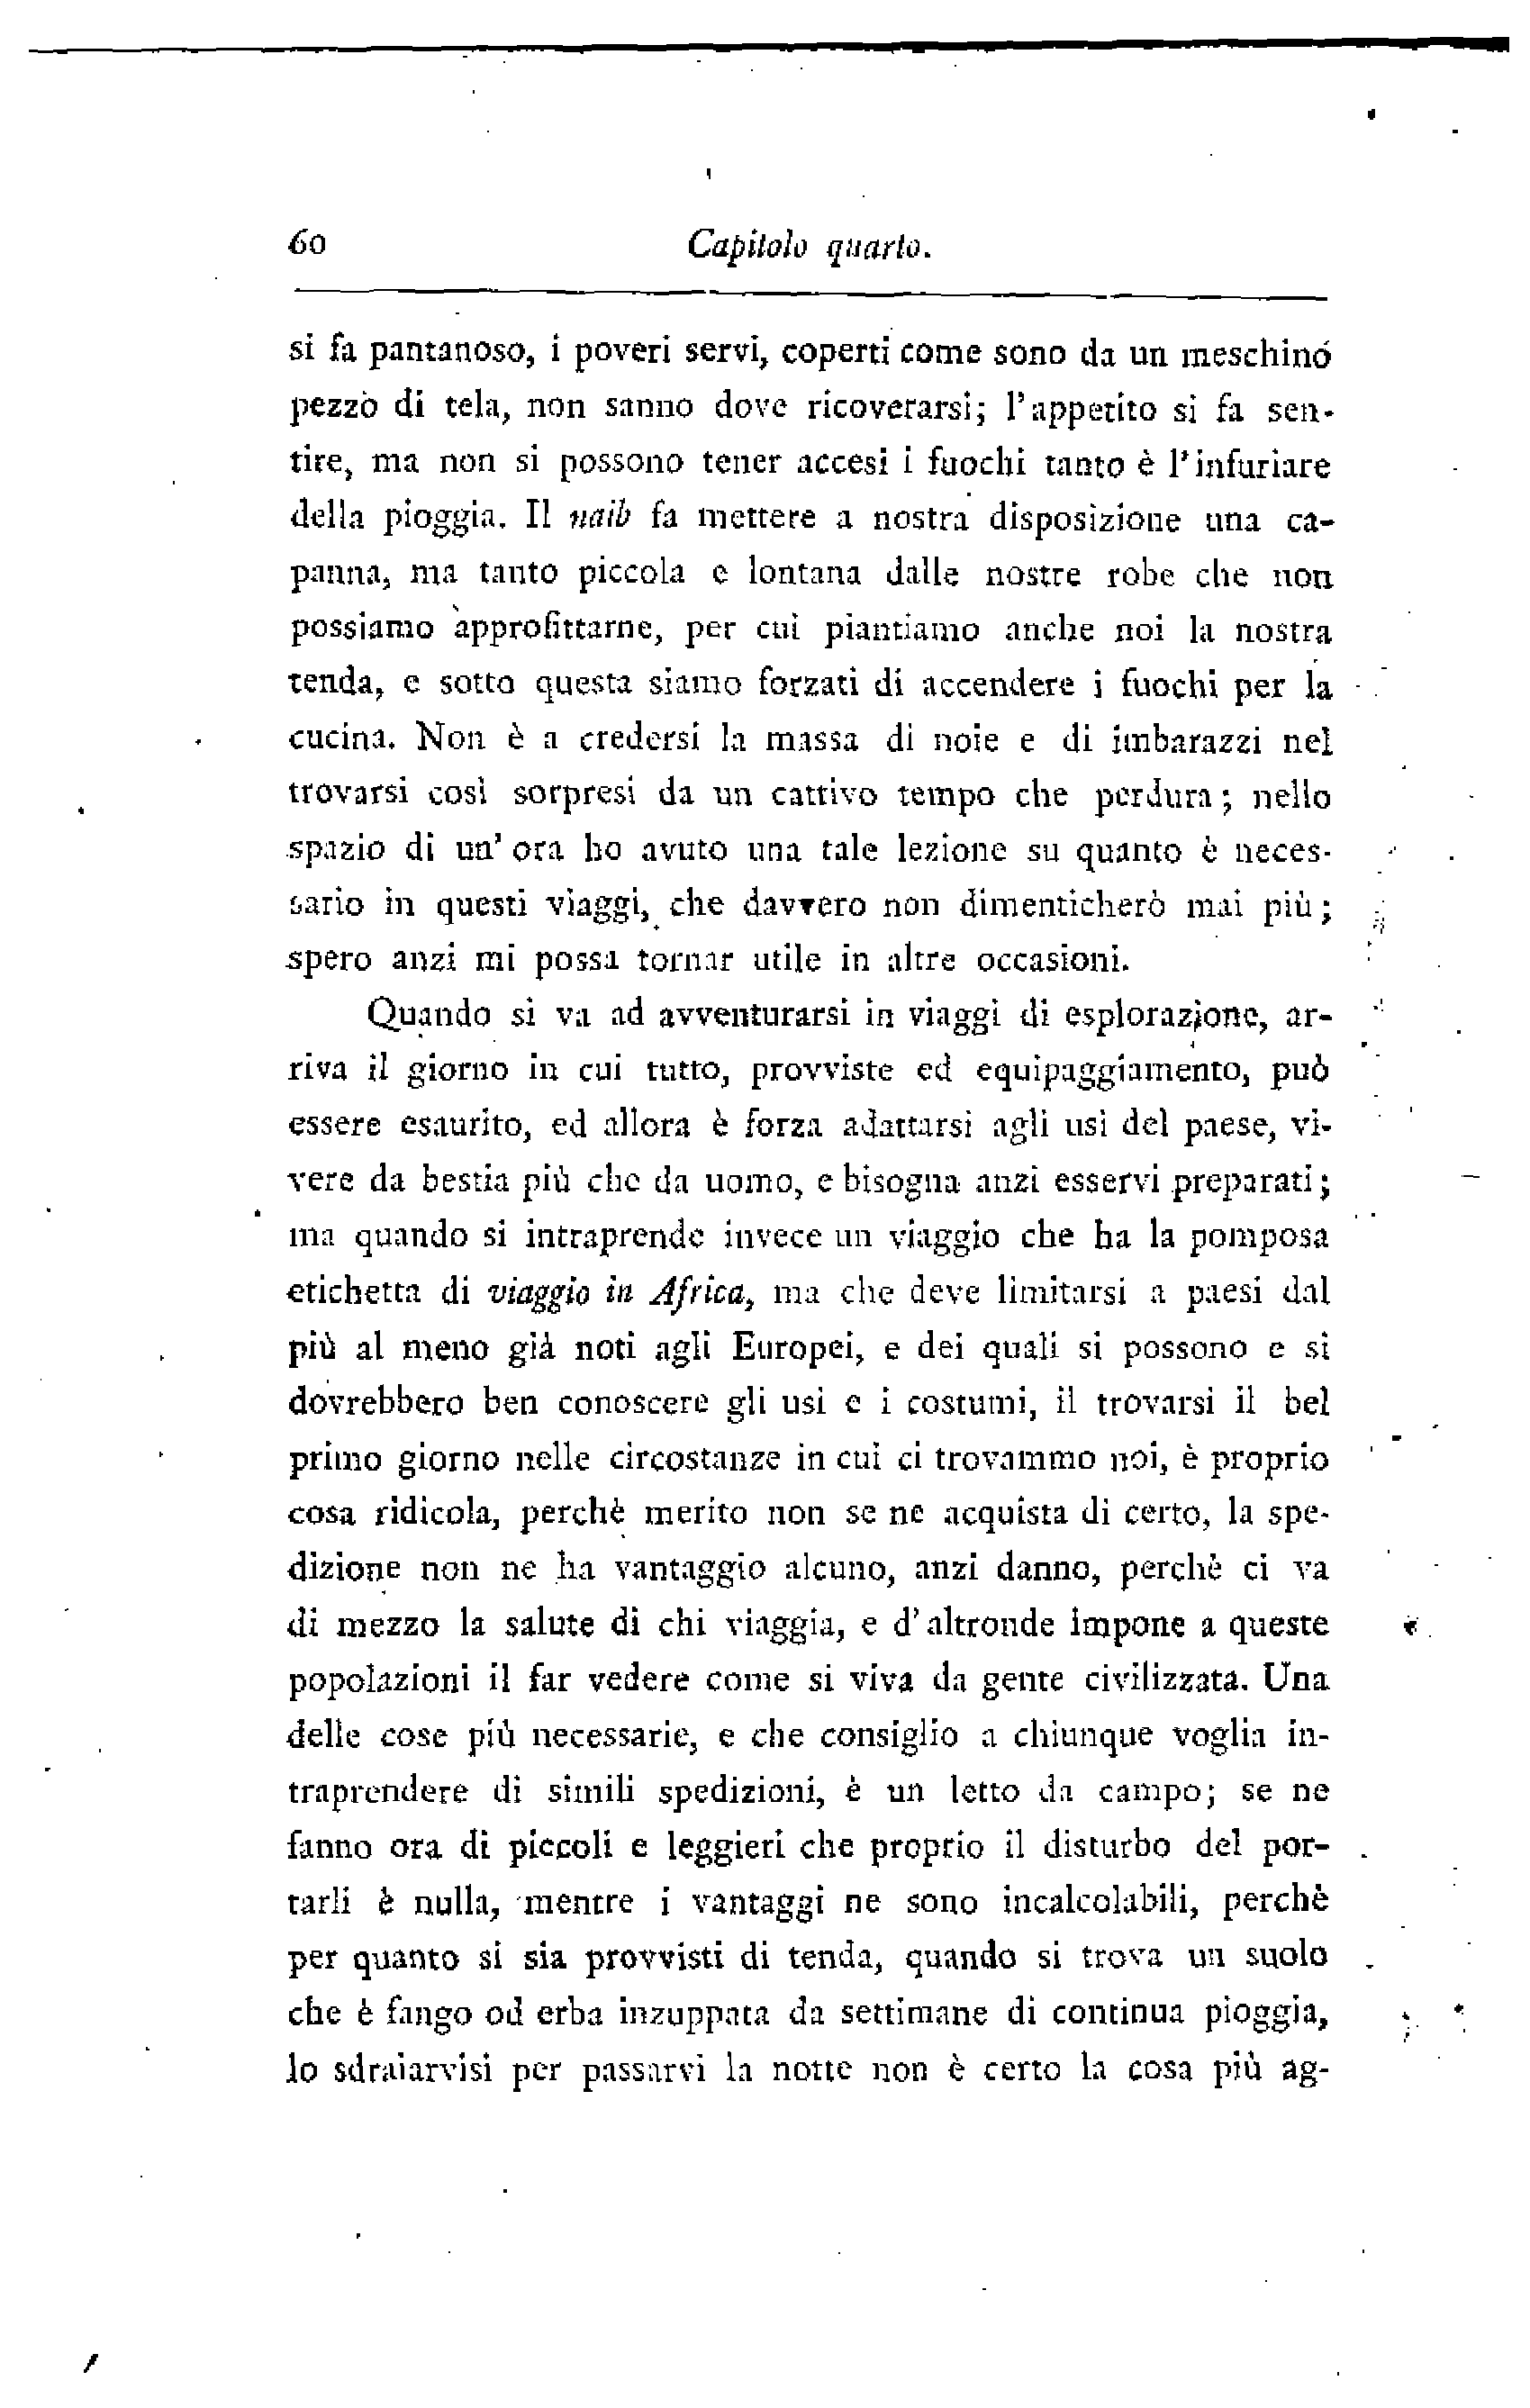 60 Capitolo quarto.
si fa pantanoso, i poveri servi, coperti come sono da un meschino
pezzo di tela, non sanno dove ricoverarsi; l'appetito si fa sen-
tire, ma non si possono tener accesi i fuochi tanto è l'infuriare
della pioggia. Il naib fa mettere a nostra disposizione una ca-
panna, ma tanto piccola e lontana dalle nostre robe che non
possiamo approfittarne, per cui piantiamo anche noi la nostra
tenda, e sotto questa siamo forzati di accendere i fuochi per la
cucina. Non è a credersi la massa di noie e di imbarazzi nel
trovarsi così sorpresi da un cattivo tempo che perdura; nello
spazio di un' ora ho avuto una tale lezione su quanto è neces-
sario in questi viaggi, che davvero non dimenticherò mai più;
spero anzi mi possa tornar utile in altre occasioni.
Quando si va ad avventurarsi in viaggi di esplorazione, ar-
riva il giorno in cui tutto, provviste ed equipaggiamento, può
essere esaurito, ed allora è forza adattarsi agli usi del paese, vi-
vere da bestia più che da uomo, e bisogna anzi esservi preparati;
ma quando si intraprende invece un viaggio che ha la pomposa
etichetta di viaggio in Africa, ma che deve limitarsi a paesi dal
più al meno già noti agli Europei, e dei quali si possono e si
dovrebbero ben conoscere gli usi e i costumi, il trovarsi il bel
primo giorno nelle circostanze in cui ci trovammo noi, è proprio
cosa ridicola, perchè merito non se ne acquista di certo, la spe-
dizione non ne ha vantaggio alcuno, anzi danno, perchè ci va
di mezzo la salute di chi viaggia, e d'altronde impone a queste
popolazioni il far vedere come si viva da gente civilizzata. Una
delle cose più necessarie, e che consiglio a chiunque voglia in-
traprendere di simili spedizioni, è un letto da campo; se ne
fanno ora di piccoli e leggieri che proprio il disturbo del por-
tarli è nulla, mentre i vantaggi ne sono incalcolabili, perchè
per quanto si sia provvisti di tenda, quando si trova un suolo
che è fango od erba inzuppata da settimane di continua pioggia,
lo sdraiarvisi per passarvi la notte non è certo la cosa più ag-